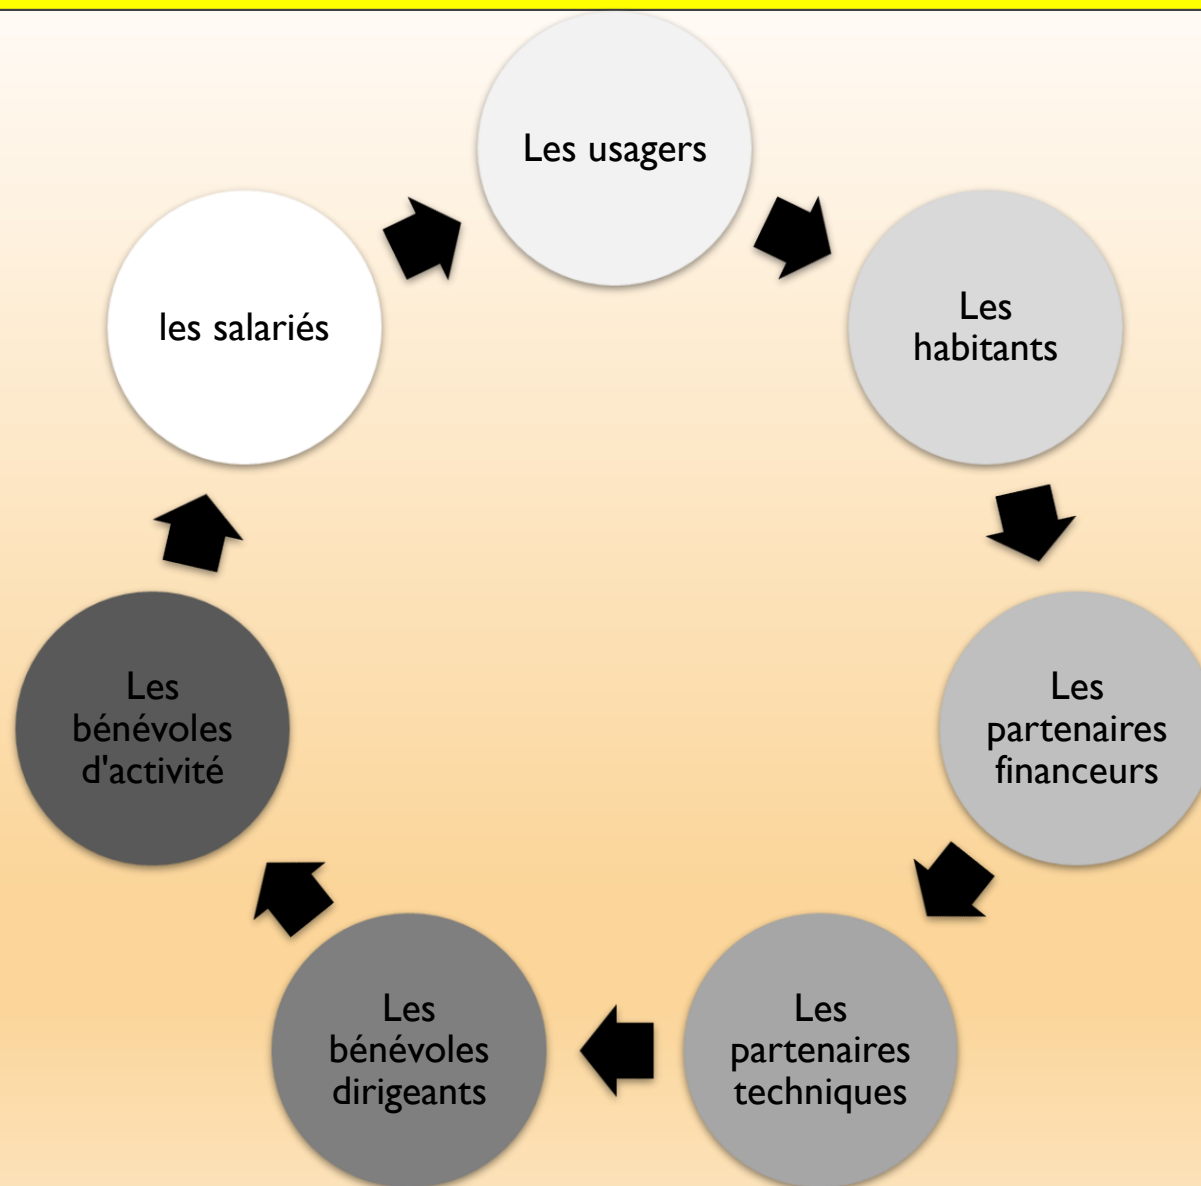 Les usagers
Les
habitants
Les
partenaires
financeurs
Les
partenaires
techniques
Les
bénévoles
dirigeants
Les
bénévoles
d'activité
les salariés